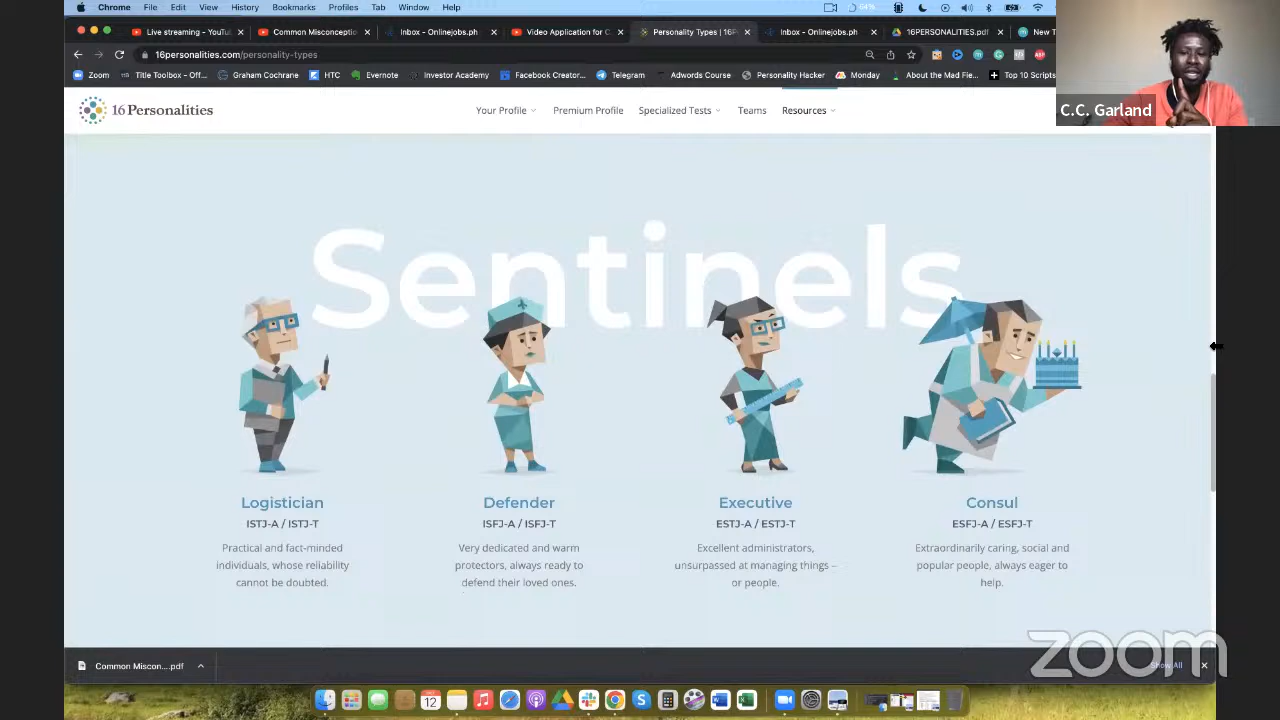 Chrome File Edit View History Bookmarks Profiles Tab Window Help
Live streaming - YouTu
Common Misconceptio
Inbox - Onlinejobs.ph
Video Application for C
Personality Types | 16P
Inbox - Onlinejobs.ph
16PERSONALITIES.pdf
New T
16personalities.com/personality-types
Zoom
Title Toolbox - Off...
Graham Cochrane
HTC
Evernote
Investor Academy
Facebook Creator...
Telegram
Adwords Course
Personality Hacker
Monday
About the Mad Fie...
Top 10 Scripts
C.C. Garland
16Personalities
Your Profile
Premium Profile
Specialized Tests
Teams
Resources
Sentinels
Logistician
ISTJ-A / ISTJ-T
Practical and fact-minded
individuals, whose reliability
cannot be doubted.
Defender
ISFJ-A / ISFJ-T
Very dedicated and warm
protectors, always ready to
defend their loved ones.
Executive
ESTJ-A / ESTJ-T
Excellent administrators,
unsurpassed at managing things –
or people.
Consul
ESFJ-A / ESFJ-T
Extraordinarily caring, social and
popular people, always eager to
help.
zoom
Common Miscon....pdf
Show All
12